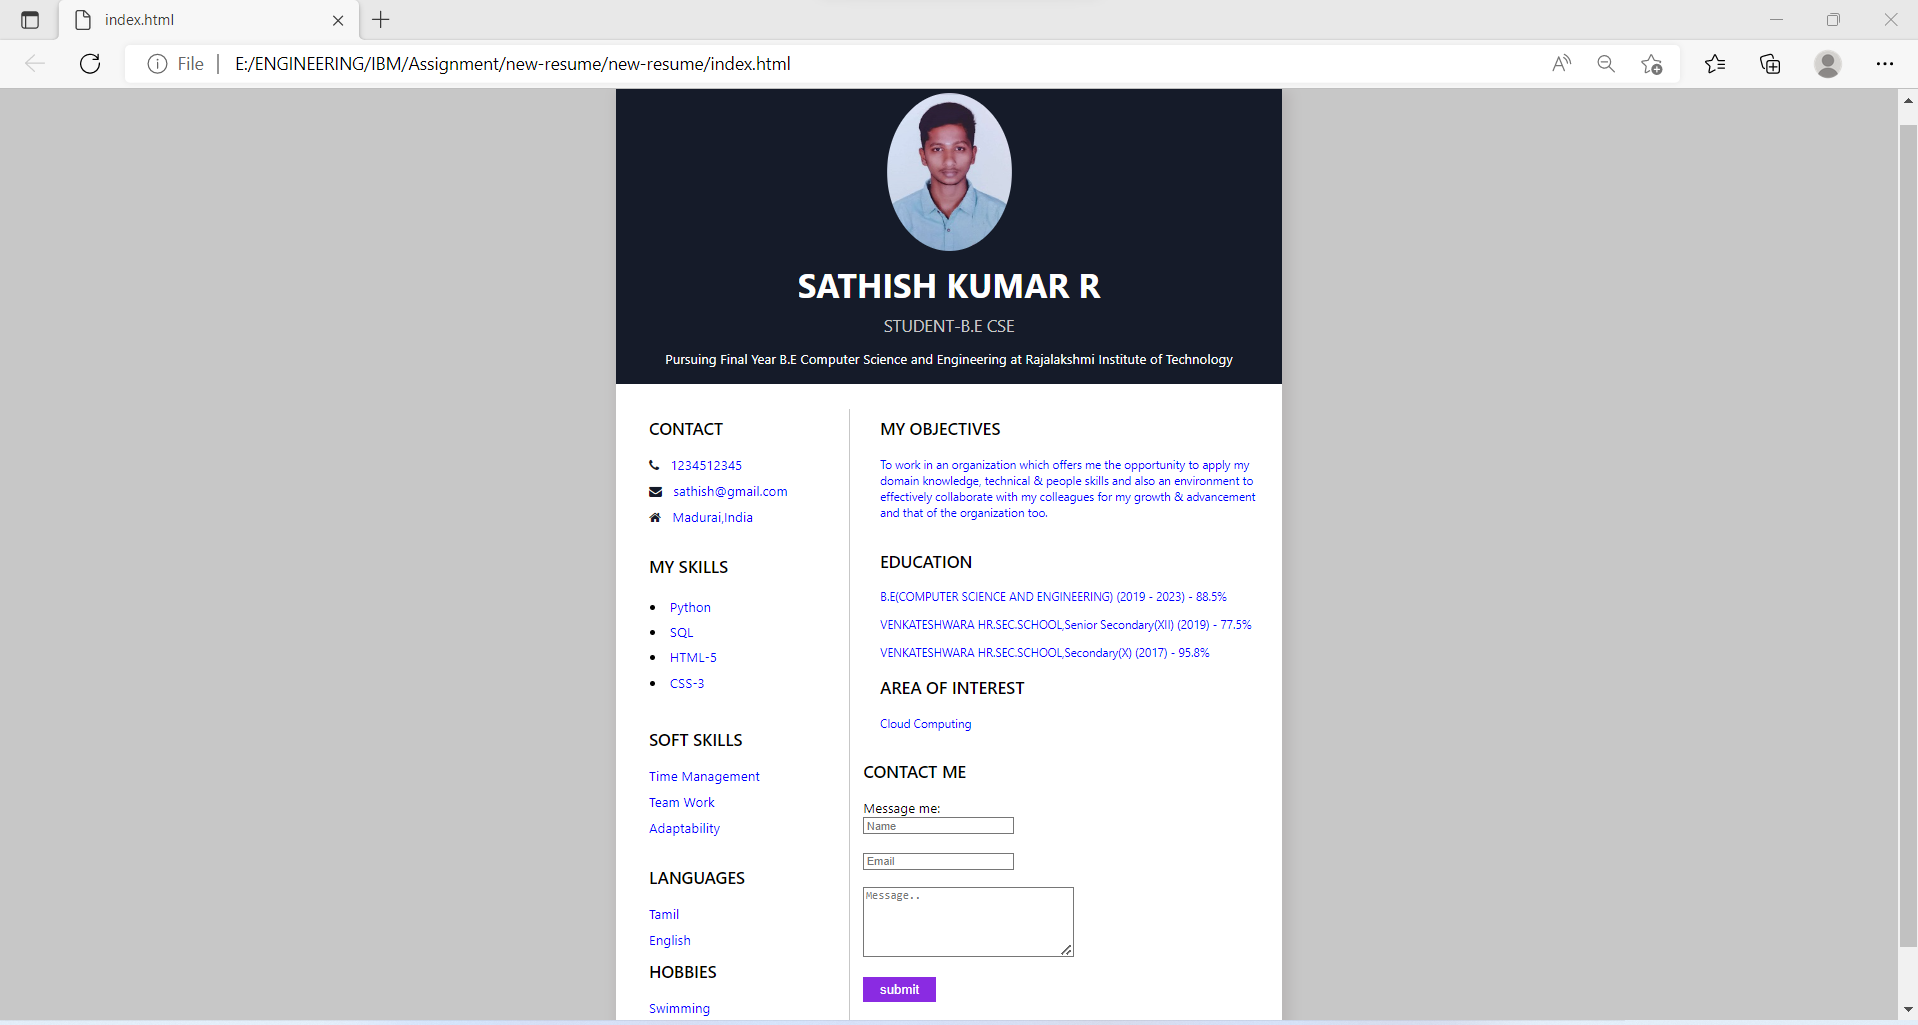 index.html
File
E:/ENGINEERING/IBM/Assignment/new-resume/new-resume/index.html
SATHISH KUMAR R
STUDENT-B.E CSE
Pursuing Final Year B.E Computer Science and Engineering at Rajalakshmi Institute of Technology
CONTACT
1234512345
sathish@gmail.com
Madurai,India
MY SKILLS
Python
SQL
HTML-5
CSS-3
SOFT SKILLS
Time Management
Team Work
Adaptability
LANGUAGES
Tamil
English
HOBBIES
Swimming
MY OBJECTIVES
To work in an organization which offers me the opportunity to apply my
domain knowledge, technical & people skills and also an environment to
effectively collaborate with my colleagues for my growth & advancement
and that of the organization too.
EDUCATION
B.E(COMPUTER SCIENCE AND ENGINEERING) (2019 - 2023) - 88.5%
VENKATESHWARA HR.SEC.SCHOOL,Senior Secondary(XII) (2019) - 77.5%
VENKATESHWARA HR.SEC.SCHOOL,Secondary(X) (2017) - 95.8%
AREA OF INTEREST
Cloud Computing
CONTACT ME
Message me:
Name
Email
Message..
submit